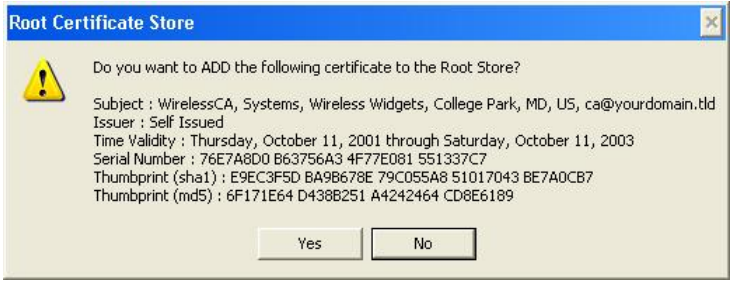 Root Certificate Store
Do you want to ADD the following certificate to the Root Store?
Subject : WirelessCA, Systems, Wireless Widgets, College Park, MD, US, ca@yourdomain.tld
Issuer : Self Issued
Time Validity : Thursday, October 11, 2001 through Saturday, October 11, 2003
Serial Number : 76E7A8D0 B63756A3 4F77E081 551337C7
Thumbprint (sha1) : E9EC3F5D BA9B678E 79C055A8 51017043 BE7A0CB7
Thumbprint (md5) : 6F171E64 D438B251 A4242464 CD8E6189
Yes
No